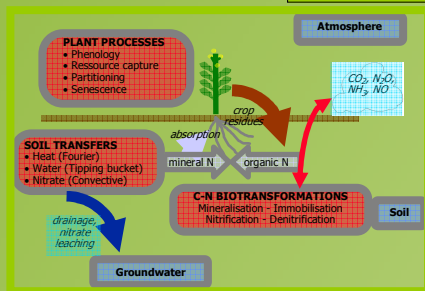 Atmosphere
PLANT PROCESSES
• Phenology
• Ressource capture
• Partitioning
• Senescence
CO2, N2O,
NH3, NO
crop
residues
absorption
SOIL TRANSFERS
• Heat (Fourier)
• Water (Tipping bucket)
• Nitrate (Convective)
mineral N
organic N
C-N BIOTRANSFORMATIONS
Mineralisation - Immobilisation
Nitrification - Denitrification
Soil
drainage,
nitrate
leaching
Groundwater